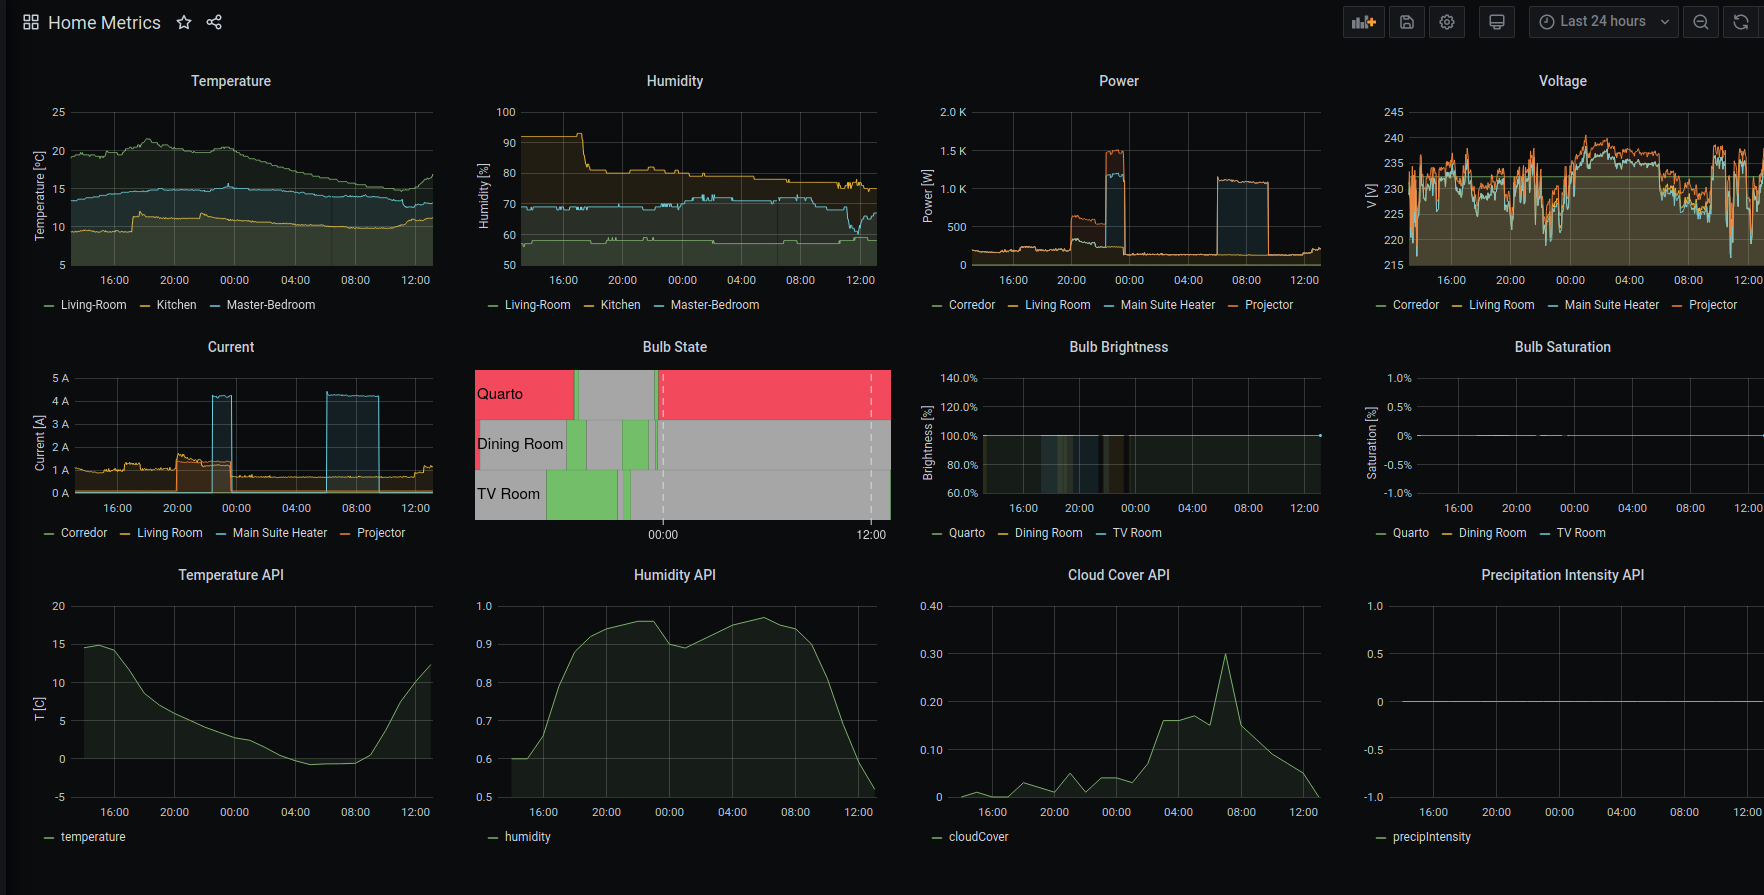 Home Metrics
Last 24 hours
Temperature
Temperature [ºC]
25
20
15
10
5
16:00 20:00 00:00 04:00 08:00 12:00
Living-Room Kitchen Master-Bedroom
Humidity
Humidity [%]
100
90
80
70
60
50
16:00 20:00 00:00 04:00 08:00 12:00
Living-Room Kitchen Master-Bedroom
Power
Power [W]
2.0 K
1.5 K
1.0 K
500
0
16:00 20:00 00:00 04:00 08:00 12:00
Corredor Living Room Main Suite Heater Projector
Voltage
V [V]
245
240
235
230
225
220
215
16:00 20:00 00:00 04:00 08:00 12:00
Corredor Living Room Main Suite Heater Projector
Current
Current [A]
5 A
4 A
3 A
2 A
1 A
0 A
16:00 20:00 00:00 04:00 08:00 12:00
Corredor Living Room Main Suite Heater Projector
Bulb State
Quarto
Dining Room
TV Room
00:00 12:00
Bulb Brightness
Brightness [%]
140.0%
120.0%
100.0%
80.0%
60.0%
16:00 20:00 00:00 04:00 08:00 12:00
Quarto Dining Room TV Room
Bulb Saturation
Saturation [%]
1.0%
0.5%
0%
-0.5%
-1.0%
16:00 20:00 00:00 04:00 08:00 12:00
Quarto Dining Room TV Room
Temperature API
T [C]
20
15
10
5
0
-5
16:00 20:00 00:00 04:00 08:00 12:00
temperature
Humidity API
1.0
0.9
0.8
0.7
0.6
0.5
16:00 20:00 00:00 04:00 08:00 12:00
humidity
Cloud Cover API
0.40
0.30
0.20
0.10
0
16:00 20:00 00:00 04:00 08:00 12:00
cloudCover
Precipitation Intensity API
1.0
0.5
0
-0.5
-1.0
16:00 20:00 00:00 04:00 08:00 12:00
precipIntensity